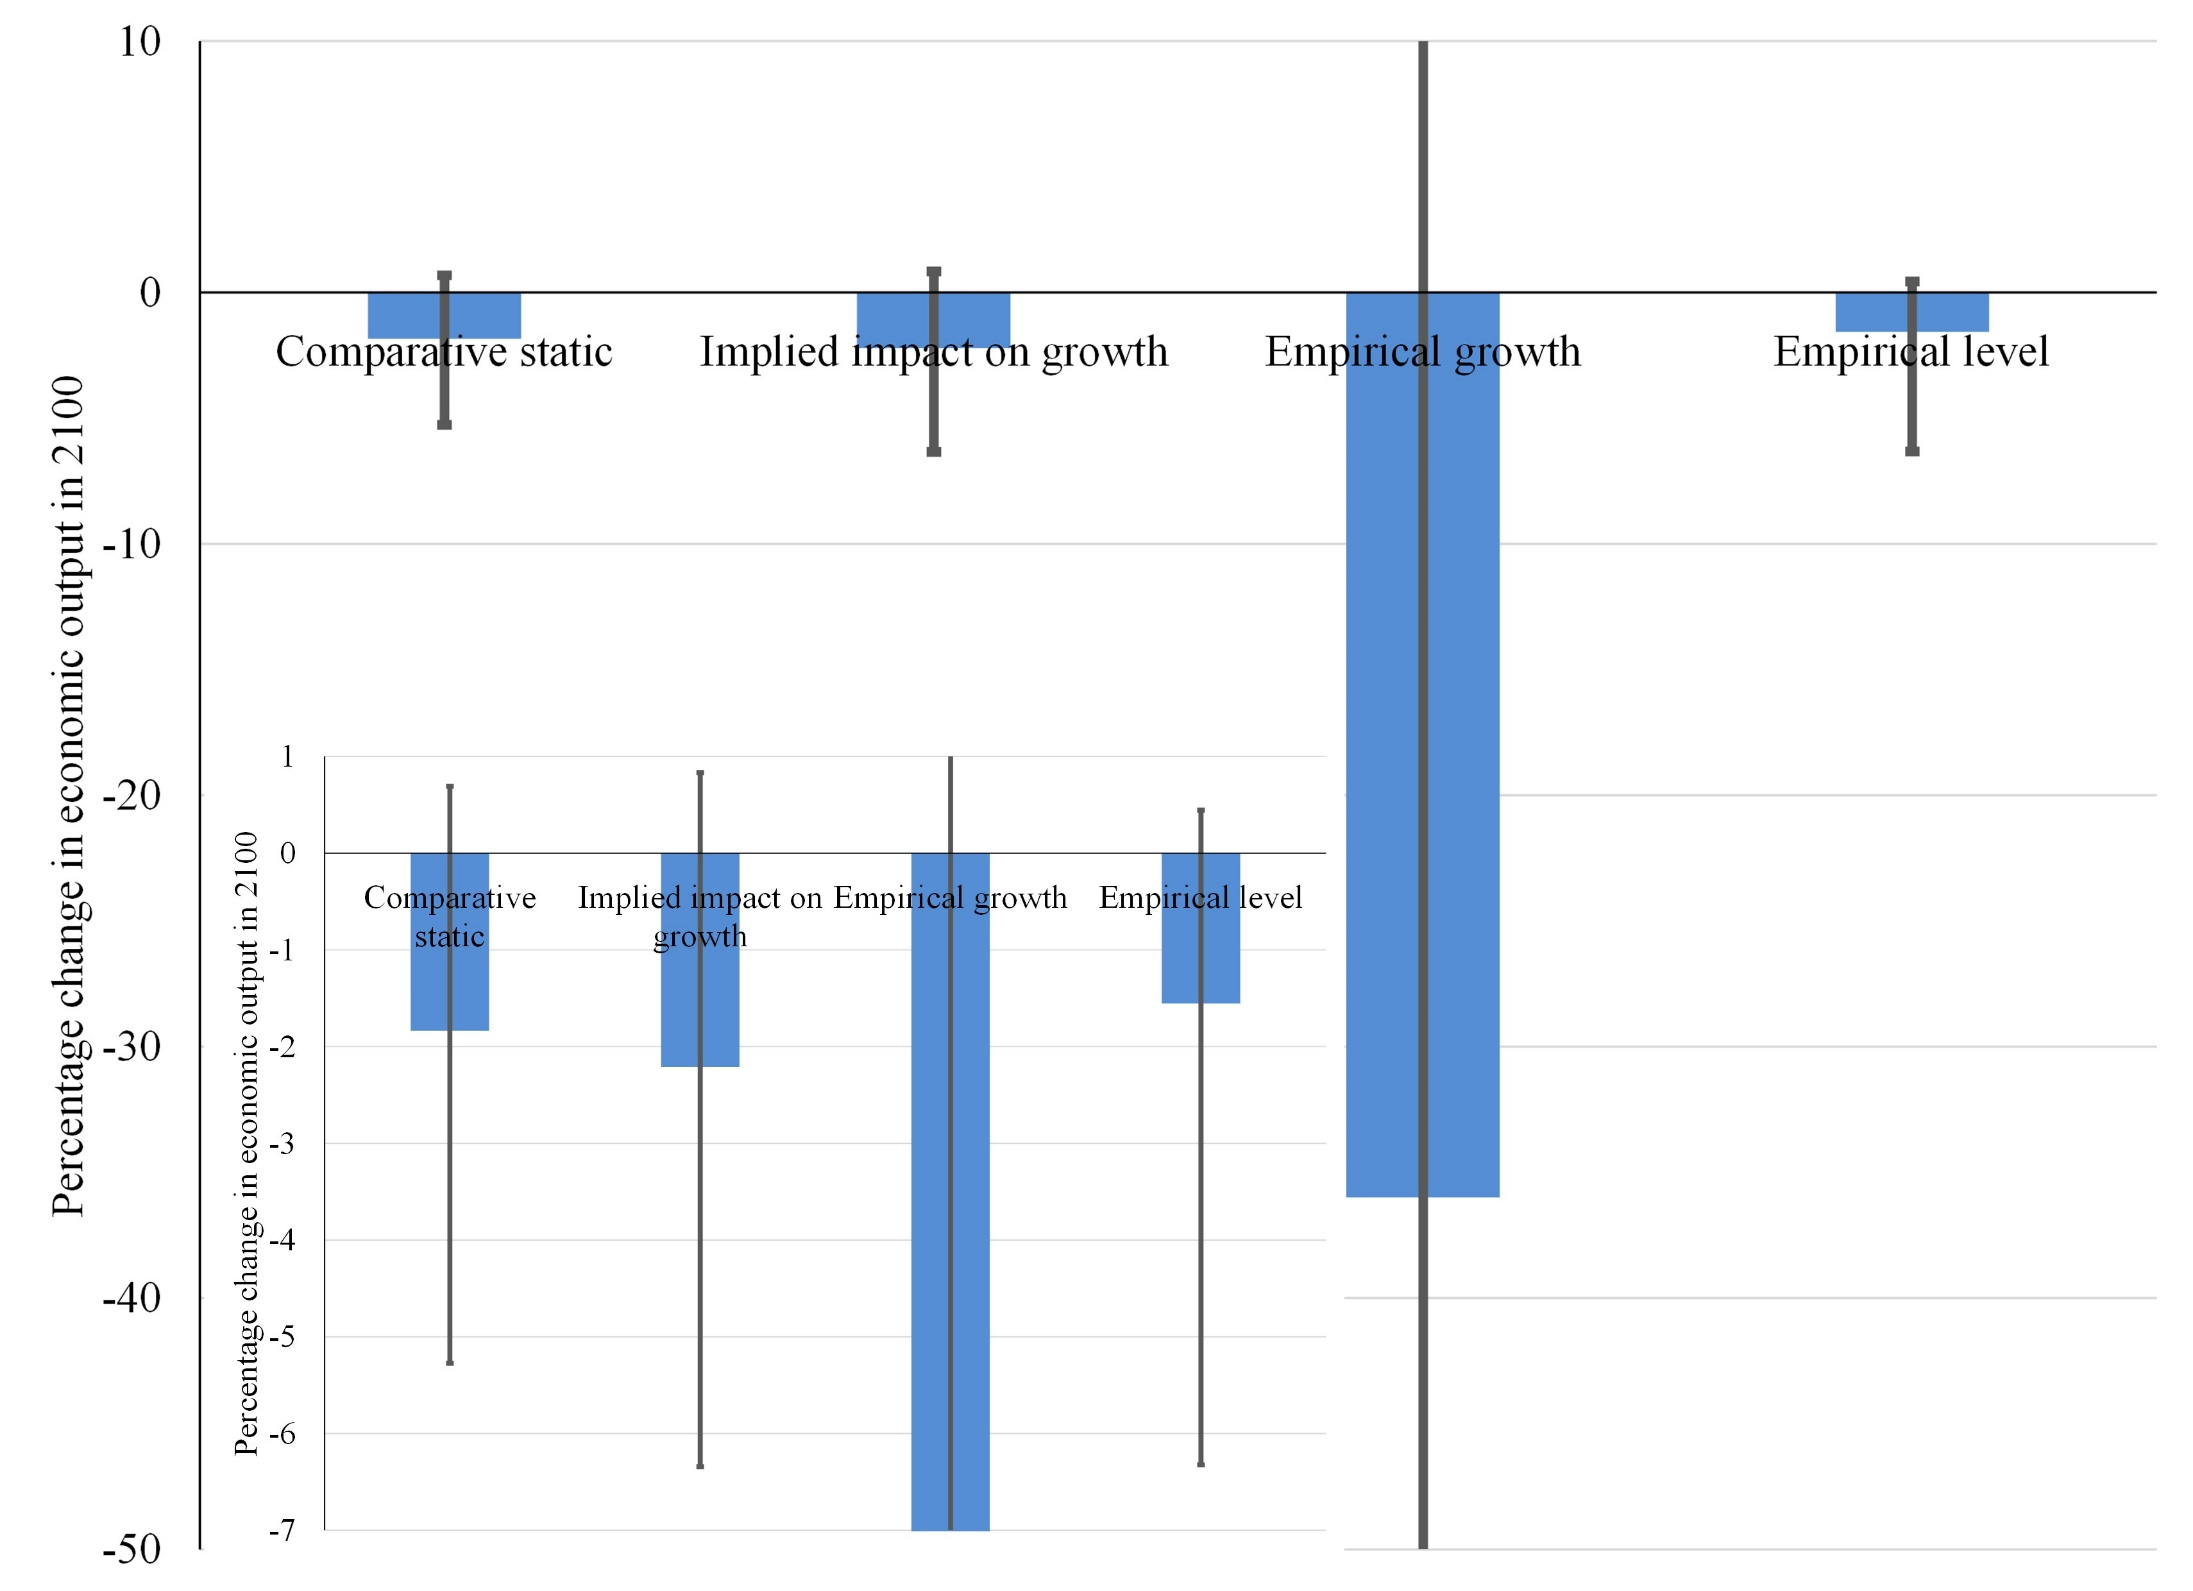 10
0
Comparative static
Implied impact on growth
Empirical growth
Empirical level
-10
-20
-30
-40
-50
Percentage change in economic output in 2100
1
0
Comparative
static
Implied impact on
growth
Empirical growth
Empirical level
-1
-2
-3
-4
-5
-6
-7
Percentage change in economic output in 2100